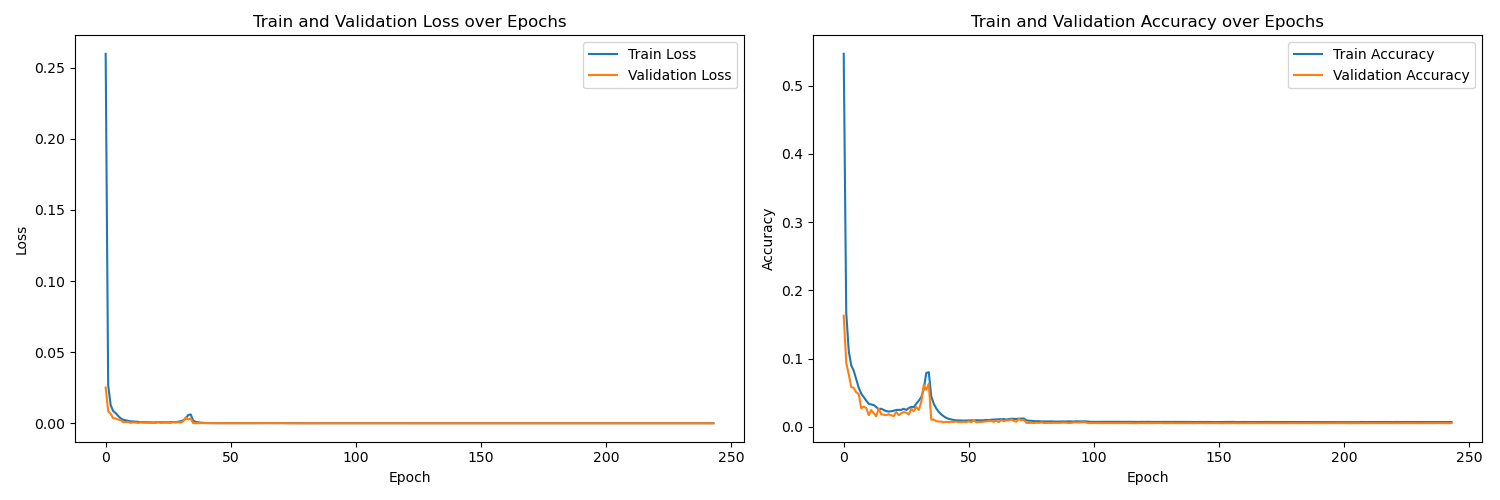 Train and Validation Loss over Epochs
Train Loss
Validation Loss
0.25
0.20
0.15
0.10
0.05
0.00
Loss
0 50 100 150 200 250
Epoch
Train and Validation Accuracy over Epochs
Train Accuracy
Validation Accuracy
0.5
0.4
0.3
0.2
0.1
0.0
Accuracy
0 50 100 150 200 250
Epoch